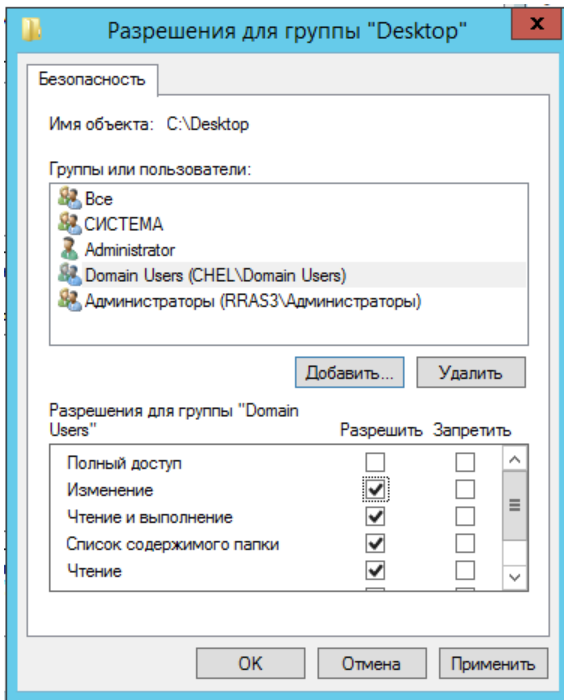 Разрешения для группы "Desktop"
x
Безопасность
Имя объекта: C:\Desktop
Группы или пользователи:
Все
СИСТЕМА
Administrator
Domain Users (CHEL\Domain Users)
Администраторы (RRAS3\Администраторы)
Добавить... Удалить
Разрешения для группы "Domain
Users" Разрешить Запретить
Полный доступ
Изменение
Чтение и выполнение
Список содержимого папки
Чтение
OK Отмена Применить